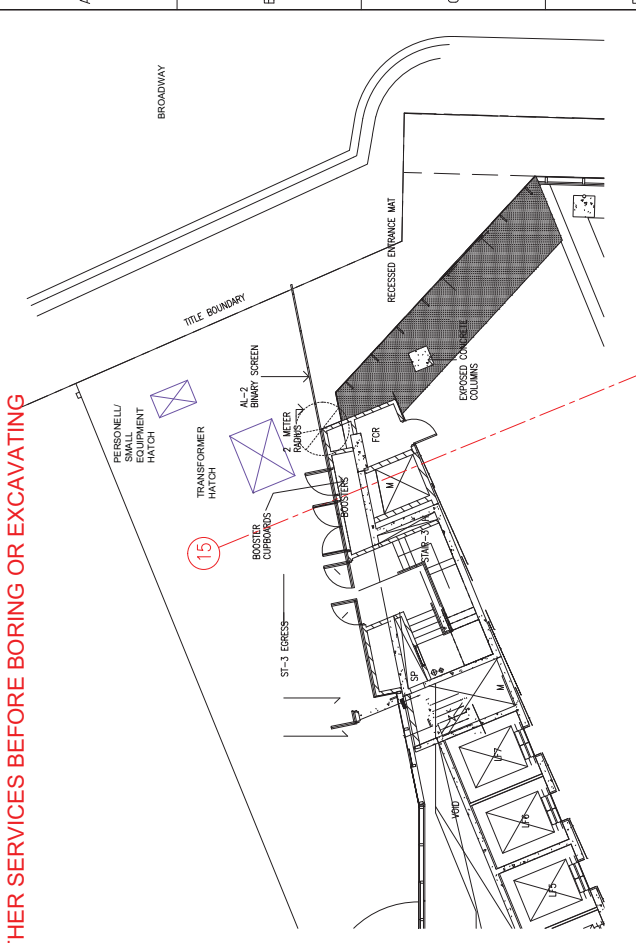 THER SERVICES BEFORE BORING OR EXCAVATING
BROADWAY
TITLE BOUNDARY
RECESSED ENTRANCE MAT
PERSONELL/
SMALL
EQUIPMENT
HATCH
TRANSFORMER
HATCH
AL-2
BINARY SCREEN
2 METER
RADIUS
EXPOSED CONCRETE
COLUMNS
15
BOOSTER
CUPBOARDS
BOOSTERS
FCR
M
STAIR-3
ST-3 EGRESS
SP
M
VOID
LF7
LF6
LF5